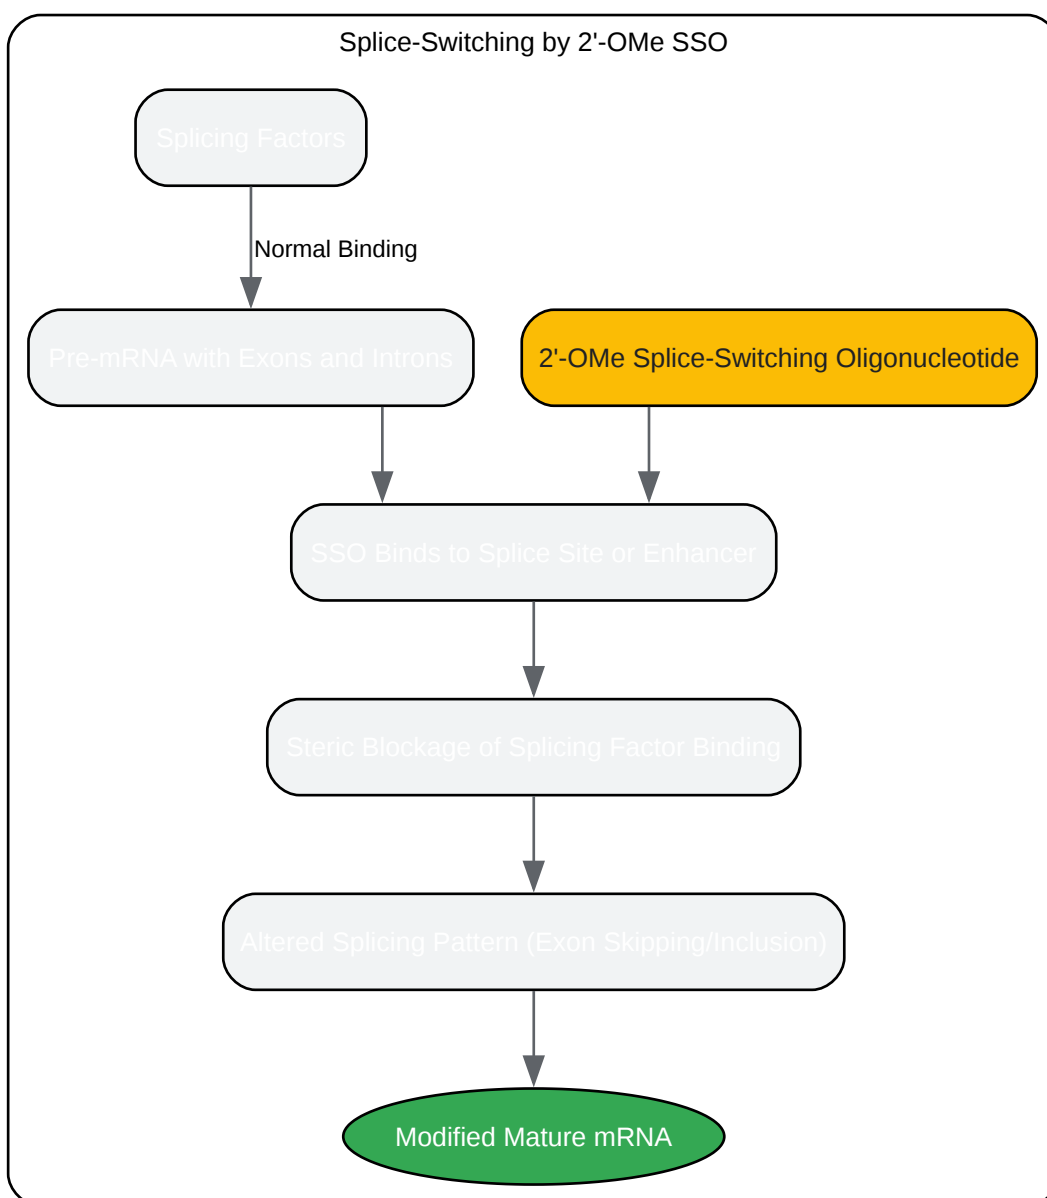 Splice-Switching by 2'-OMe SSO
Splicing Factors
Normal Binding
Pre-mRNA with Exons and Introns
2'-OMe Splice-Switching Oligonucleotide
SSO Binds to Splice Site or Enhancer
Steric Blockage of Splicing Factor Binding
Altered Splicing Pattern (Exon Skipping/Inclusion)
Modified Mature mRNA